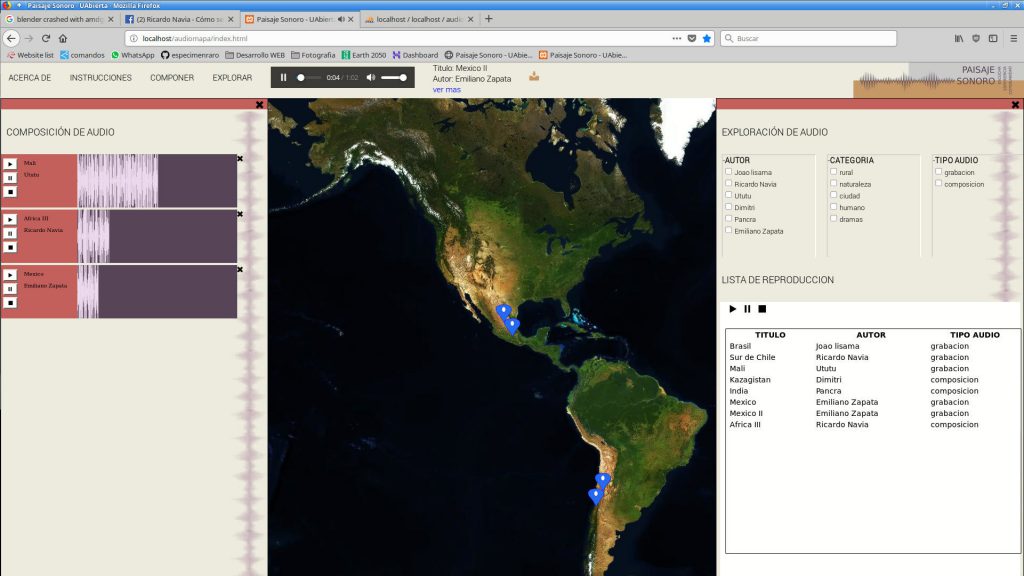 Paisaje Sonoro - UAbierta - Mozilla Firefox
blender crashed with amdg
(2) Ricardo Navia - Cómo se
Paisaje Sonoro - UAbiert
localhost / localhost / audio
localhost/audiomapa/index.html
Buscar
Website list
comandos
WhatsApp
especimenraro
Desarrollo WEB
Fotografia
Earth 2050
Dashboard
Paisaje Sonoro - UAbie...
Paisaje Sonoro - UAbie...
ACERCA DE
INSTRUCCIONES
COMPONER
EXPLORAR
0:04 / 1:02
Titulo: Mexico II
Autor: Emiliano Zapata
ver mas
PAISAJE
SONORO
COMPOSICIÓN DE AUDIO
Mali
Ututu
Africa III
Ricardo Navia
Mexico
Emiliano Zapata
EXPLORACIÓN DE AUDIO
AUTOR
Joao lisama
Ricardo Navia
Ututu
Dimitri
Pancra
Emiliano Zapata
CATEGORIA
rural
naturaleza
ciudad
humano
dramas
TIPO AUDIO
grabacion
composicion
LISTA DE REPRODUCCION
TITULO AUTOR TIPO AUDIO
Brasil Joao lisama grabacion
Sur de Chile Ricardo Navia grabacion
Mali Ututu grabacion
Kazagistan Dimitri composicion
India Pancra composicion
Mexico Emiliano Zapata grabacion
Mexico II Emiliano Zapata grabacion
Africa III Ricardo Navia composicion